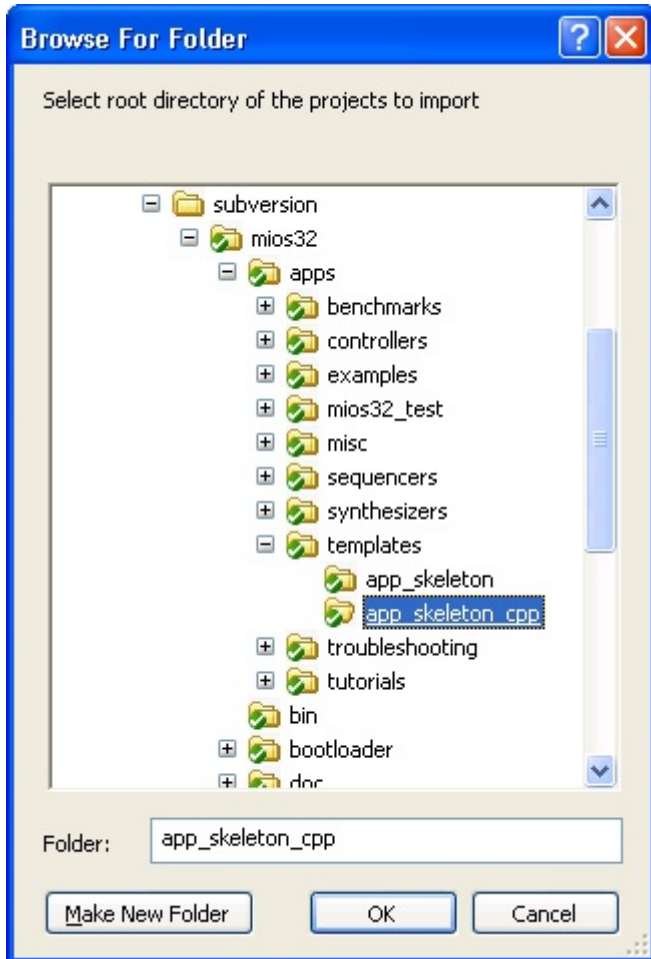 Browse For Folder
Select root directory of the projects to import
subversion
mios32
apps
benchmarks
controllers
examples
mios32_test
misc
sequencers
synthesizers
templates
app_skeleton
app_skeleton_cpp
troubleshooting
tutorials
bin
bootloader
doc
Folder: app_skeleton_cpp
Make New Folder OK Cancel